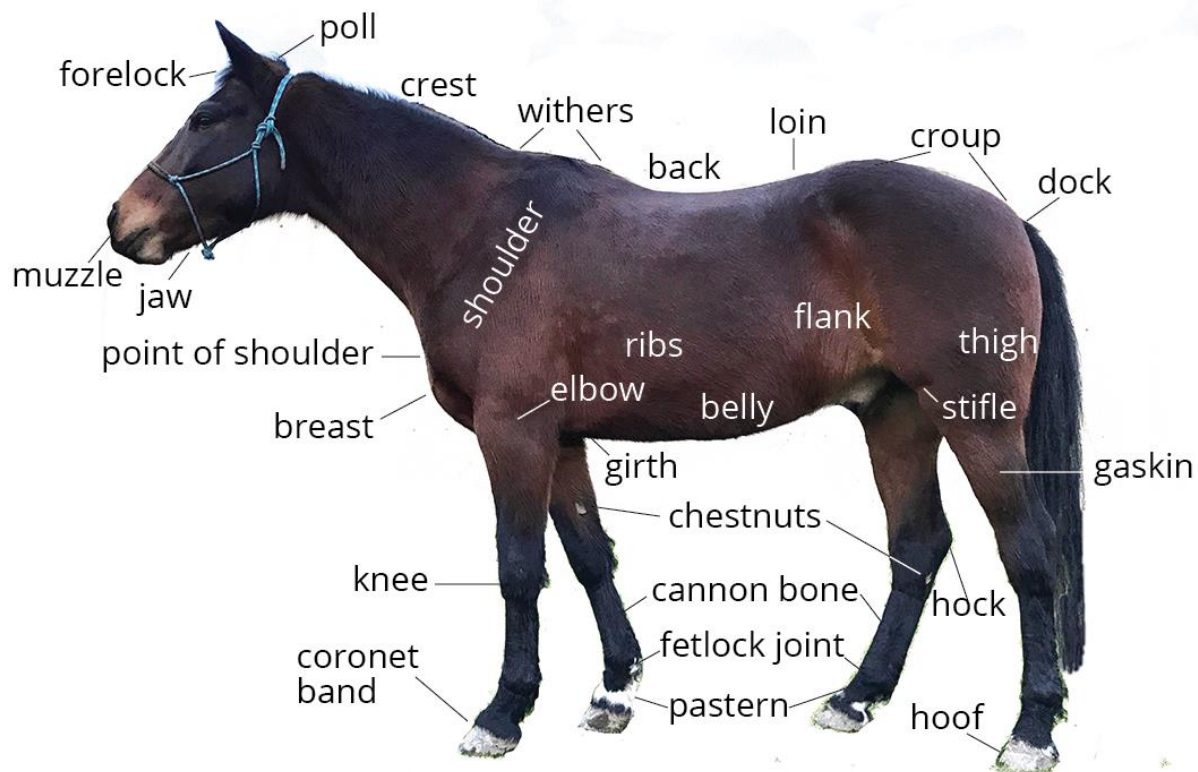 poll
forelock
crest
withers
loin
croup
back
dock
shoulder
muzzle
jaw
flank
point of shoulder
ribs
thigh
elbow
belly
stifle
breast
girth
gaskin
chestnuts
knee
cannon bone
hock
fetlock joint
coronet
band
pastern
hoof